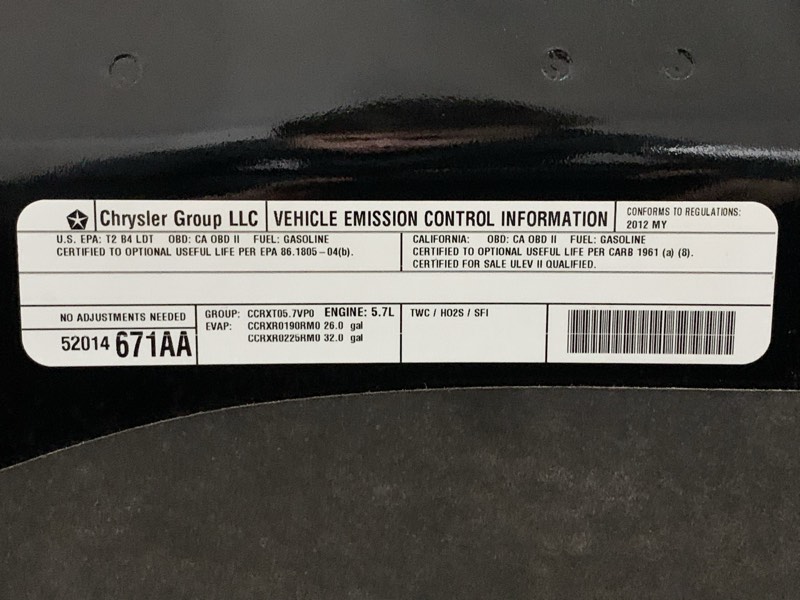 Chrysler Group LLC
VEHICLE EMISSION CONTROL INFORMATION
CONFORMS TO REGULATIONS:
2012 MY
U.S. EPA: T2 B4 LDT OBD: CA OBD II FUEL: GASOLINE
CERTIFIED TO OPTIONAL USEFUL LIFE PER EPA 86.1805-04(b).
CALIFORNIA: OBD: CA OBD II FUEL: GASOLINE
CERTIFIED TO OPTIONAL USEFUL LIFE PER CARB 1961 (a) (8).
CERTIFIED FOR SALE ULEV II QUALIFIED.
NO ADJUSTMENTS NEEDED
52014 671AA
GROUP: CCRXT05.7VP0 ENGINE: 5.7L
EVAP: CCRXR0190RM0 26.0 gal
CCRXR0225RM0 32.0 gal
TWC / HO2S / SFI